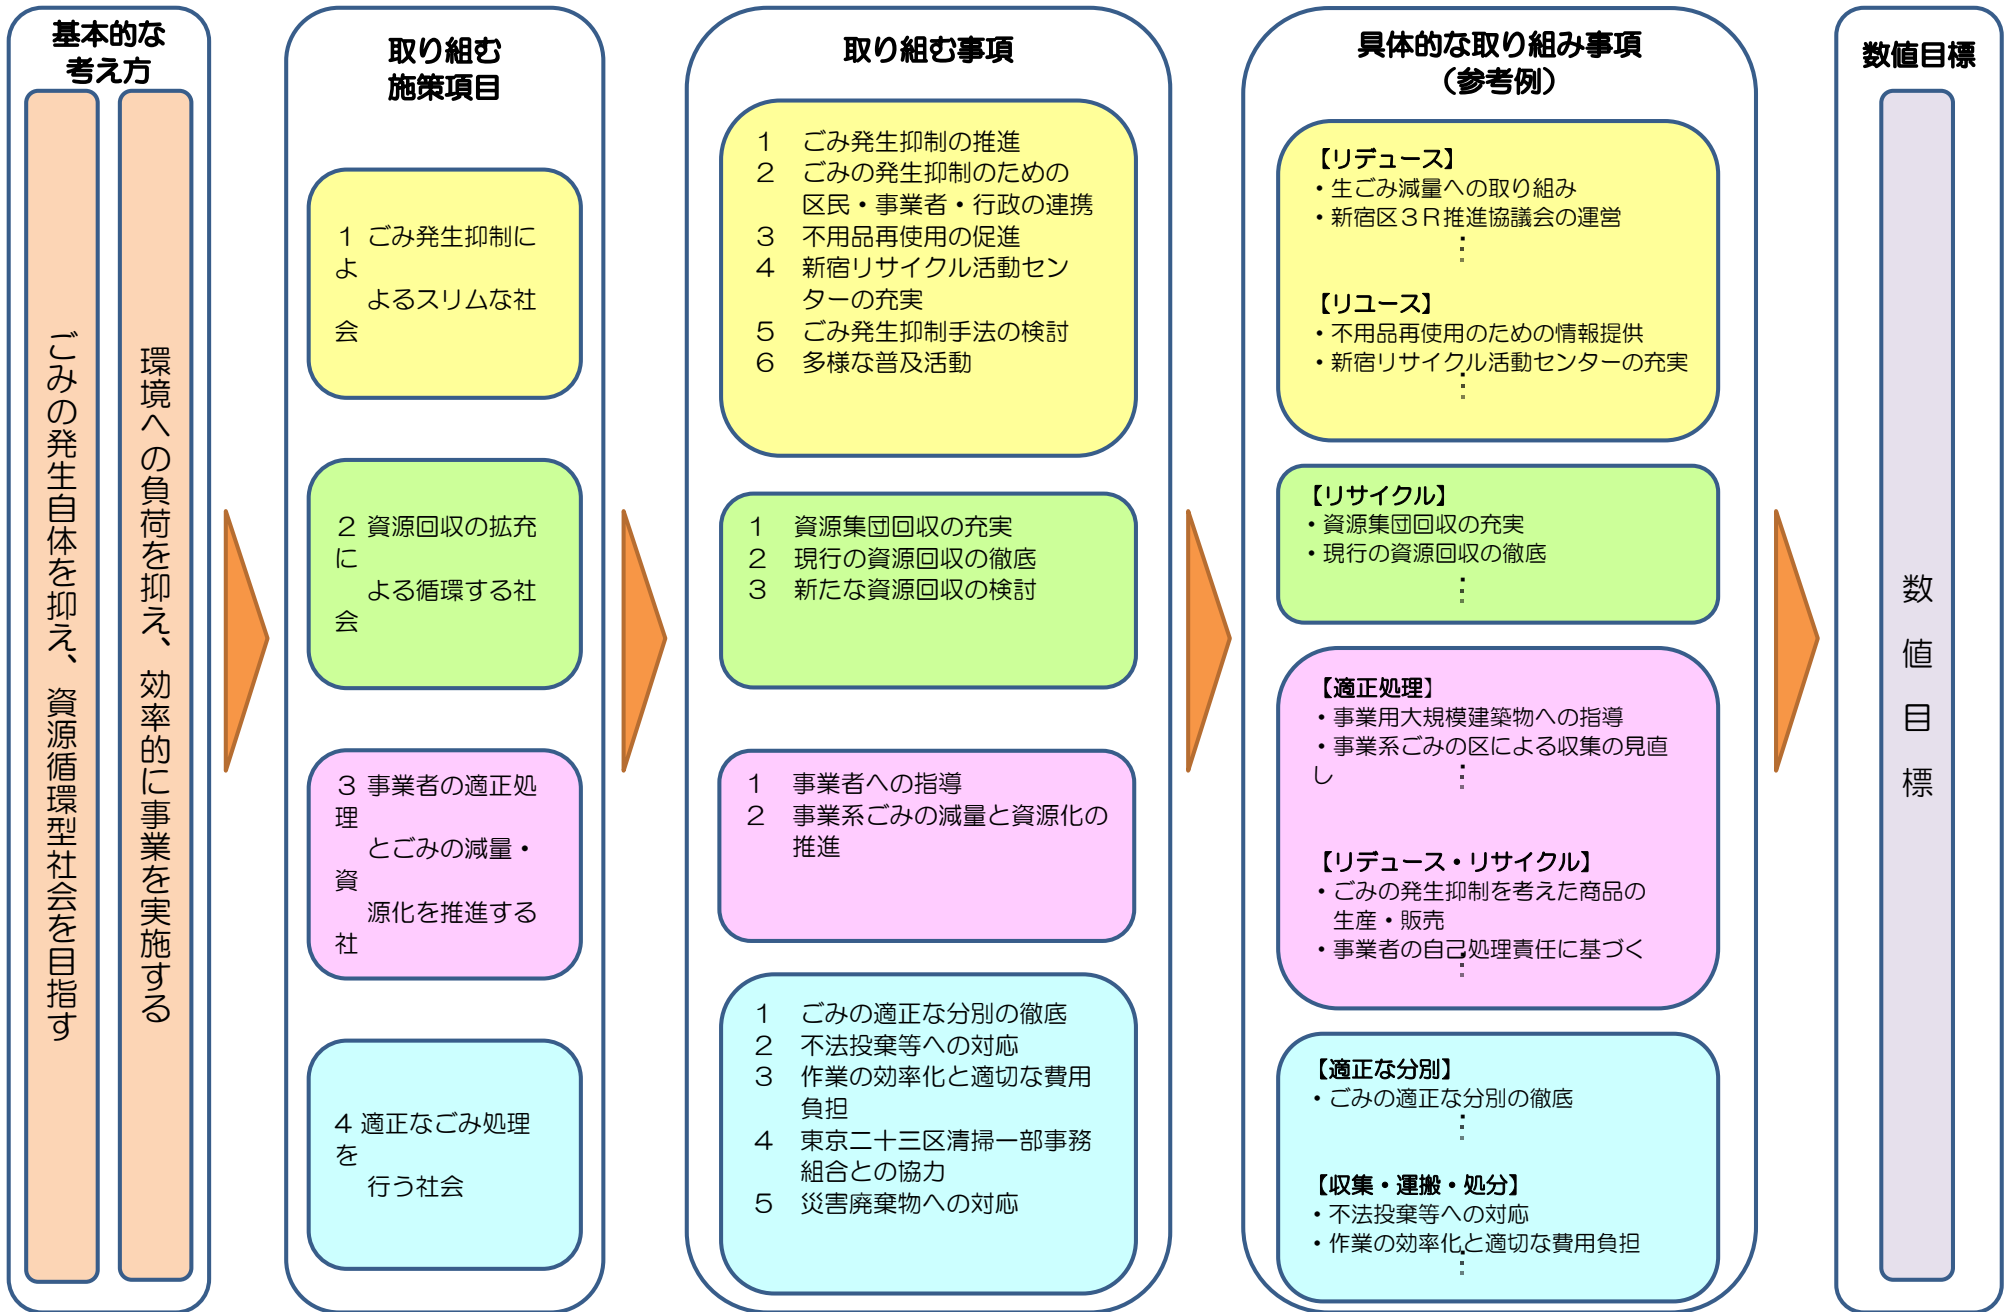 基本的な
考え方
ごみの発生自体を抑え、資源循環型社会を目指す
環境への負荷を抑え、効率的に事業を実施する
取り組む
施策項目
1 ごみ発生抑制に
よ
よるスリムな社
会
2 資源回収の拡充
に
よる循環する社
会
3 事業者の適正処
理
とごみの減量・
資
源化を推進する
社
4 適正なごみ処理
を
行う社会
取り組む事項
1 ごみ発生抑制の推進
2 ごみの発生抑制のための
区民・事業者・行政の連携
3 不用品再使用の促進
4 新宿リサイクル活動セン
ターの充実
5 ごみ発生抑制手法の検討
6 多様な普及活動
1 資源集団回収の充実
2 現行の資源回収の徹底
3 新たな資源回収の検討
1 事業者への指導
2 事業系ごみの減量と資源化の
推進
1 ごみの適正な分別の徹底
2 不法投棄等への対応
3 作業の効率化と適切な費用
負担
4 東京二十三区清掃一部事務
組合との協力
5 災害廃棄物への対応
具体的な取り組み事項
（参考例）
【リデュース】
・生ごみ減量への取り組み
・新宿区３Ｒ推進協議会の運営
⋮
【リユース】
・不用品再使用のための情報提供
・新宿リサイクル活動センターの充実
⋮
【リサイクル】
・資源集団回収の充実
・現行の資源回収の徹底
⋮
【適正処理】
・事業用大規模建築物への指導
・事業系ごみの区による収集の見直
し
⋮
【リデュース・リサイクル】
・ごみの発生抑制を考えた商品の
生産・販売
・事業者の自己処理責任に基づく
⋮
【適正な分別】
・ごみの適正な分別の徹底
⋮
【収集・運搬・処分】
・不法投棄等への対応
・作業の効率化と適切な費用負担
⋮
数値目標
数値目標